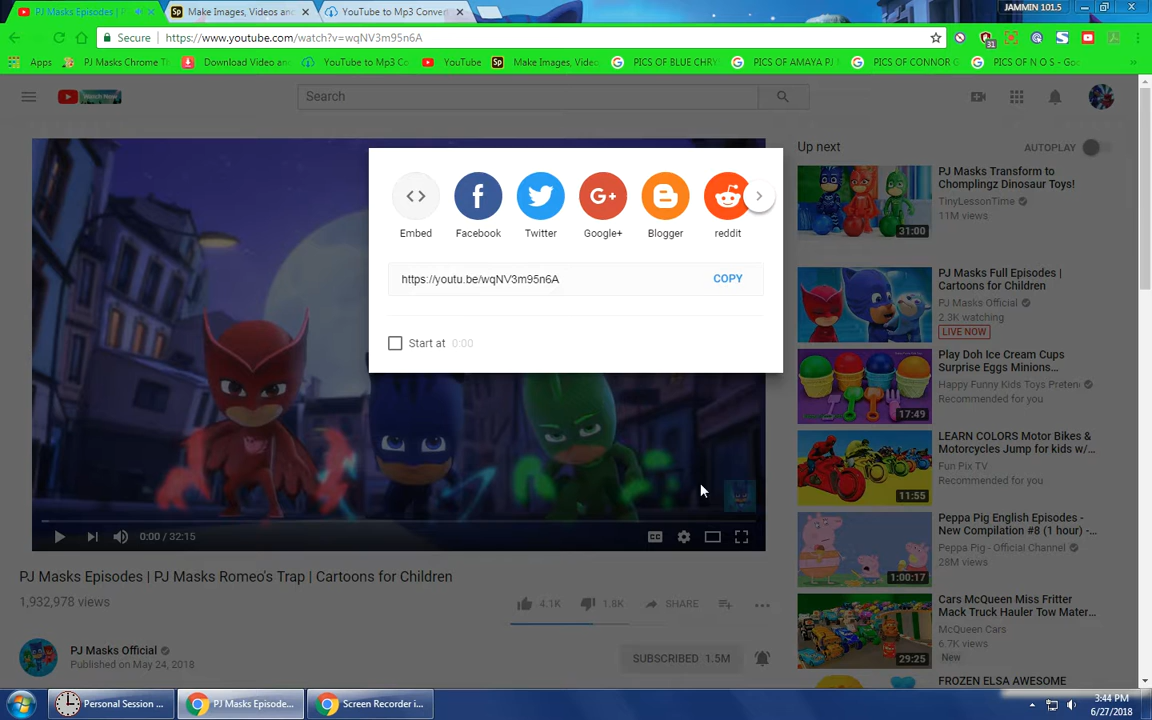 PJ Masks Episodes | P
Make Images, Videos and
YouTube to Mp3 Conver
JAMMIN 101.5
Secure
https://www.youtube.com/watch?v=wqNV3m95n6A
31
Apps
PJ Masks Chrome T
Download Video and
YouTube to Mp3 Co
YouTube
Sp
Make Images, Video
PICS OF BLUE CHRY
PICS OF AMAYA PJ
PICS OF CONNOR
PICS OF N O S - Goo
Search
Up next
AUTOPLAY
Embed
Facebook
Twitter
Google+
Blogger
reddit
https://youtu.be/wqNV3m95n6A
COPY
Start at 0:00
0:00 / 32:15
PJ Masks Transform to
Chomplingz Dinosaur Toys!
TinyLessonTime
11M views
31:00
PJ Masks Full Episodes |
Cartoons for Children
PJ Masks Official
2.3K watching
LIVE NOW
Play Doh Ice Cream Cups
Surprise Eggs Minions...
Happy Funny Kids Toys Pretend
Recommended for you
17:49
LEARN COLORS Motor Bikes &
Motorcycles Jump for kids w/...
Fun Pix TV
Recommended for you
11:55
Peppa Pig English Episodes -
New Compilation #8 (1 hour) -...
Peppa Pig - Official Channel
28M views
1:00:17
Cars McQueen Miss Fritter
Mack Truck Hauler Tow Mater...
McQueen Cars
6.7K views
New
29:25
FROZEN ELSA AWESOME
PJ Masks Episodes | PJ Masks Romeo's Trap | Cartoons for Children
1,932,978 views
4.1K
1.8K
SHARE
PJ Masks Official
Published on May 24, 2018
SUBSCRIBED 1.5M
Personal Session ...
PJ Masks Episode...
Screen Recorder i...
3:44 PM
6/27/2018